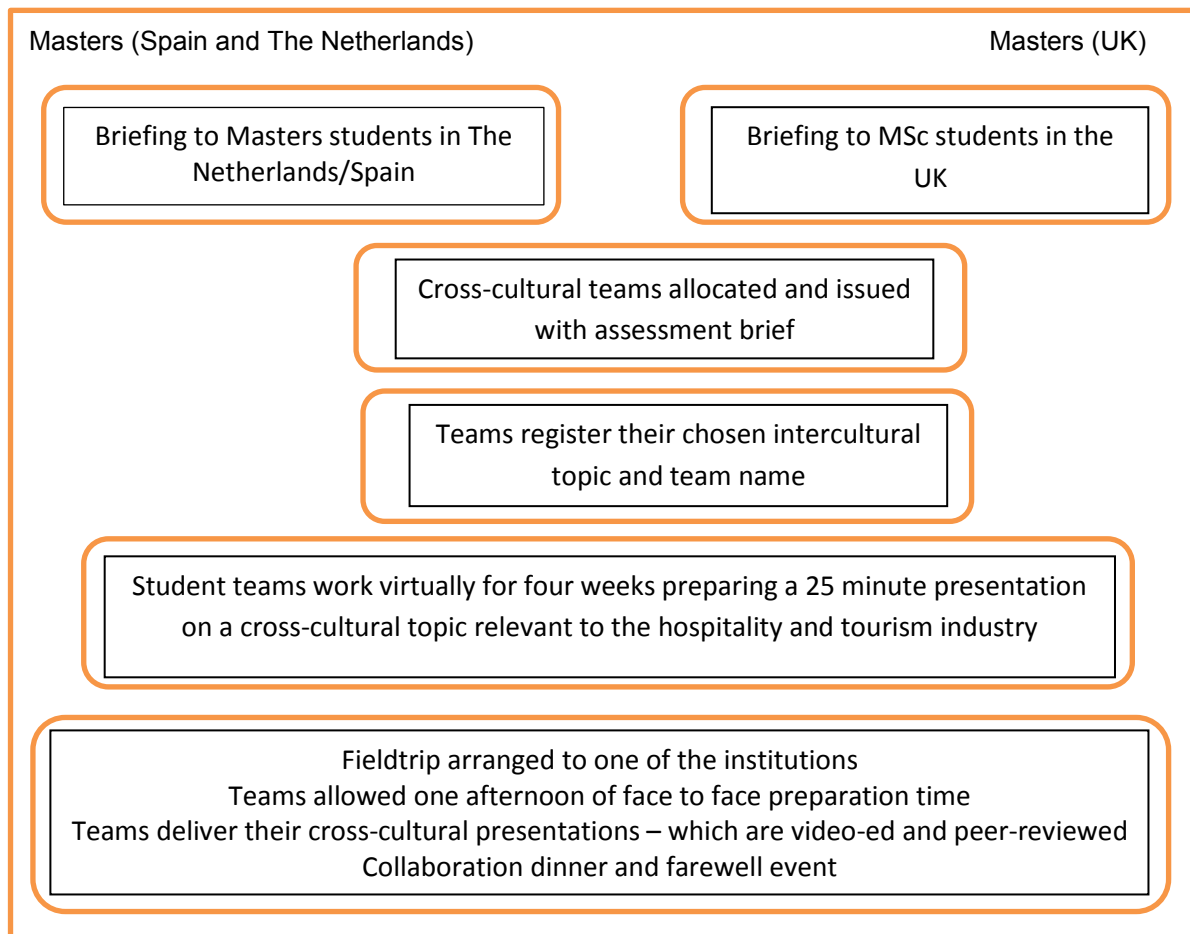 Masters (Spain and The Netherlands)
Masters (UK)
Briefing to Masters students in The
Netherlands/Spain
Briefing to MSc students in the
UK
Cross-cultural teams allocated and issued
with assessment brief
Teams register their chosen intercultural
topic and team name
Student teams work virtually for four weeks preparing a 25 minute presentation
on a cross-cultural topic relevant to the hospitality and tourism industry
Fieldtrip arranged to one of the institutions
Teams allowed one afternoon of face to face preparation time
Teams deliver their cross-cultural presentations – which are video-ed and peer-reviewed
Collaboration dinner and farewell event